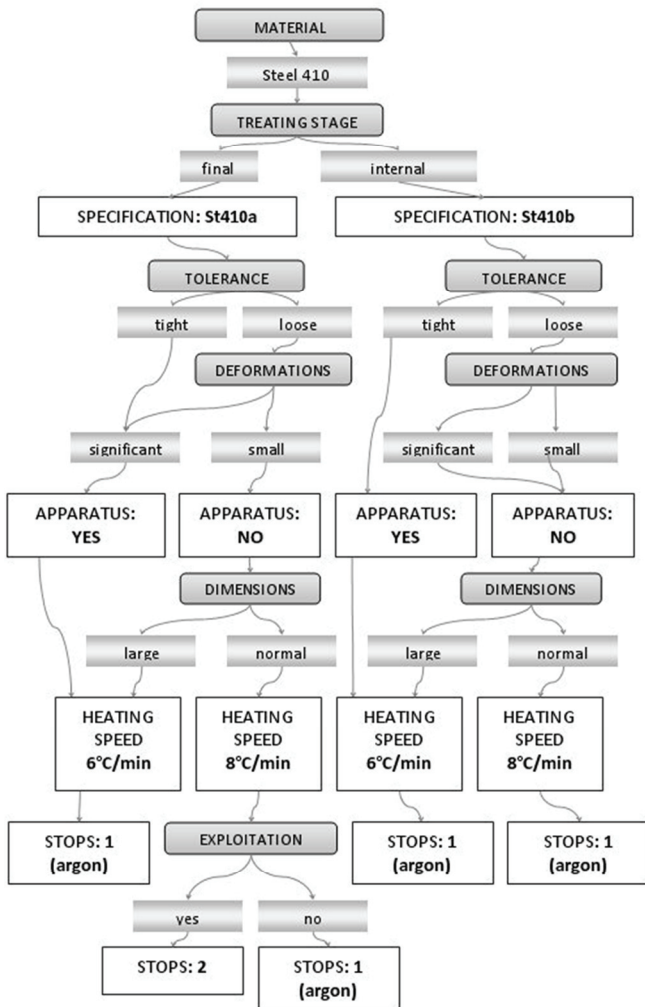 MATERIAL
Steel 410
TREATING STAGE
final
internal
SPECIFICATION: St410a
SPECIFICATION: St410b
TOLERANCE
TOLERANCE
tight
loose
tight
loose
DEFORMATIONS
DEFORMATIONS
significant
small
significant
small
APPARATUS:
YES
APPARATUS:
NO
APPARATUS:
YES
APPARATUS:
NO
DIMENSIONS
DIMENSIONS
large
normal
large
normal
HEATING
SPEED
6°C/min
HEATING
SPEED
8°C/min
HEATING
SPEED
6°C/min
HEATING
SPEED
8°C/min
STOPS: 1
(argon)
EXPLOITATION
STOPS: 1
(argon)
STOPS: 1
(argon)
yes
no
STOPS: 2
STOPS: 1
(argon)